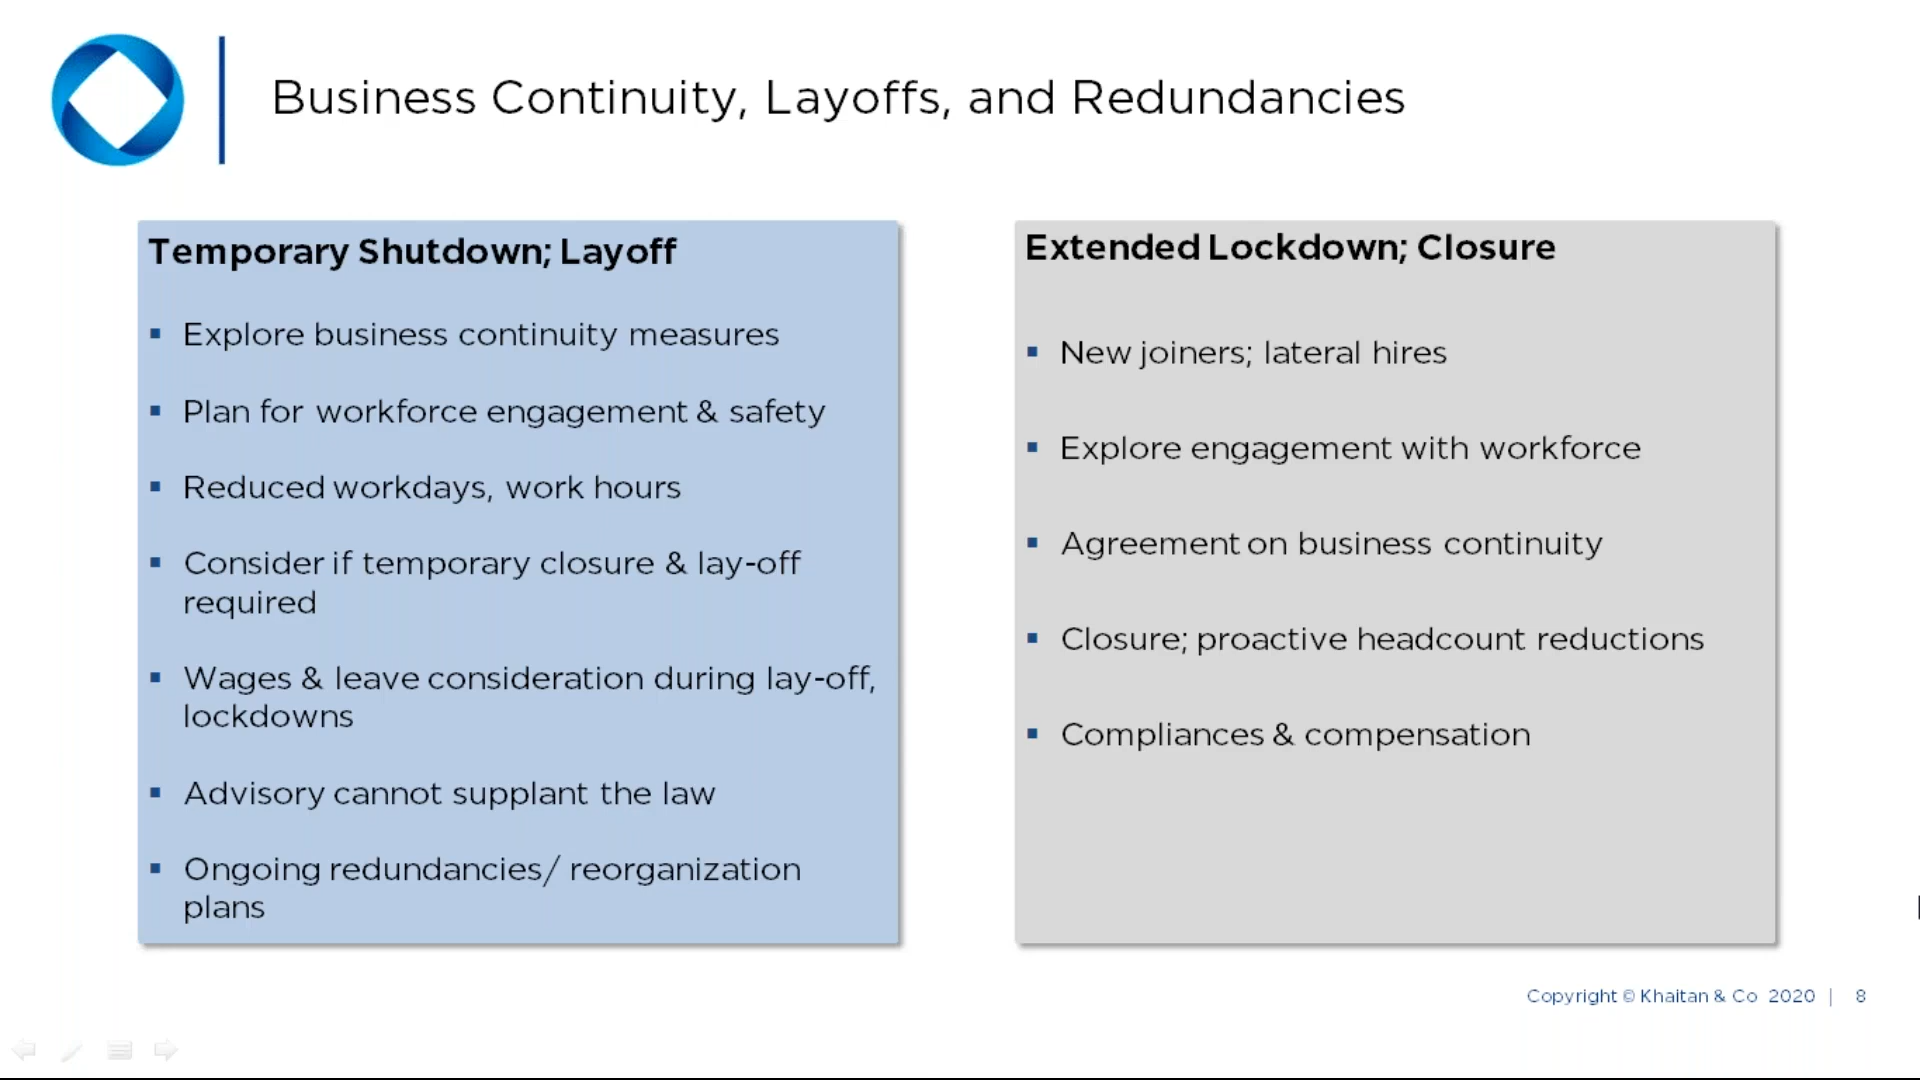 Business Continuity, Layoffs, and Redundancies
Temporary Shutdown; Layoff
▪ Explore business continuity measures
▪ Plan for workforce engagement & safety
▪ Reduced workdays, work hours
▪ Consider if temporary closure & lay-off
required
▪ Wages & leave consideration during lay-off,
lockdowns
▪ Advisory cannot supplant the law
▪ Ongoing redundancies/ reorganization
plans
Extended Lockdown; Closure
▪ New joiners; lateral hires
▪ Explore engagement with workforce
▪ Agreement on business continuity
▪ Closure; proactive headcount reductions
▪ Compliances & compensation
Copyright © Khaitan & Co 2020 | 8